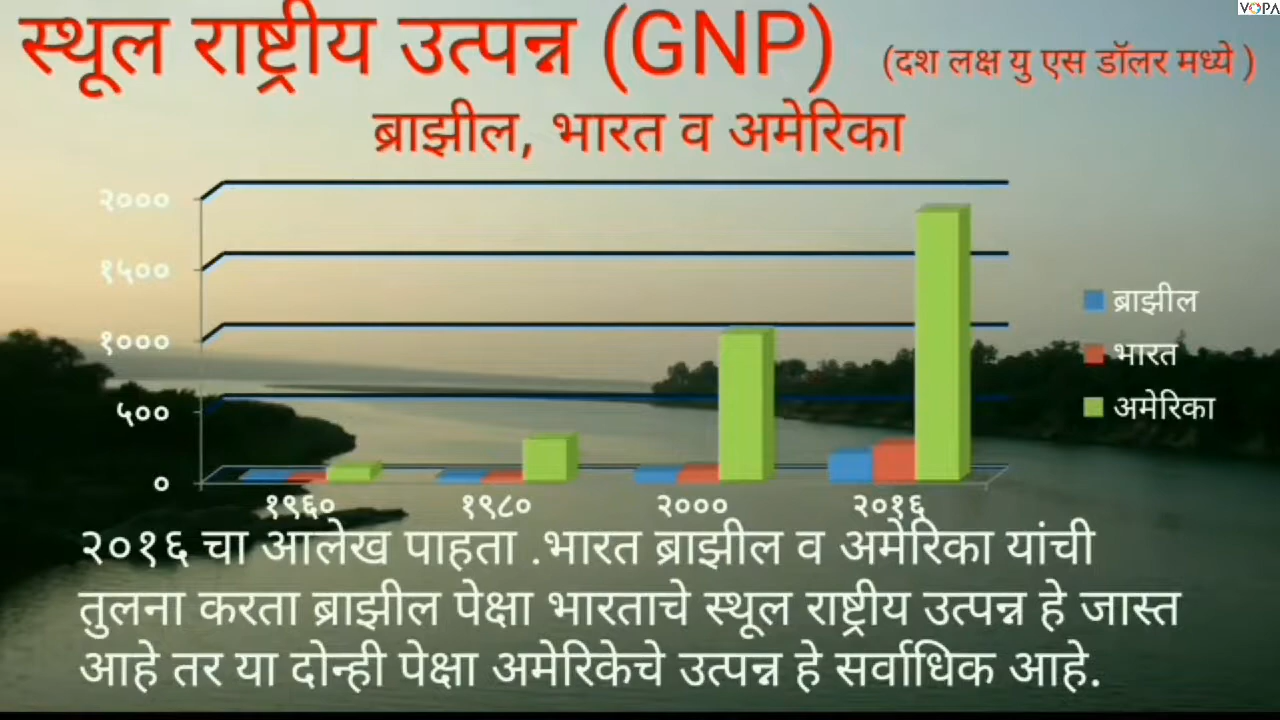 VOPA
स्थूल राष्ट्रीय उत्पन्न (GNP) (दश लक्ष यु एस डॉलर मध्ये )
ब्राझील, भारत व अमेरिका
२०००
१५००
१०००
५००
०
१९६० १९८० २००० २०१६
ब्राझील
भारत
अमेरिका
२०१६ चा आलेख पाहता .भारत ब्राझील व अमेरिका यांची
तुलना करता ब्राझील पेक्षा भारताचे स्थूल राष्ट्रीय उत्पन्न हे जास्त
आहे तर या दोन्ही पेक्षा अमेरिकेचे उत्पन्न हे सर्वाधिक आहे.